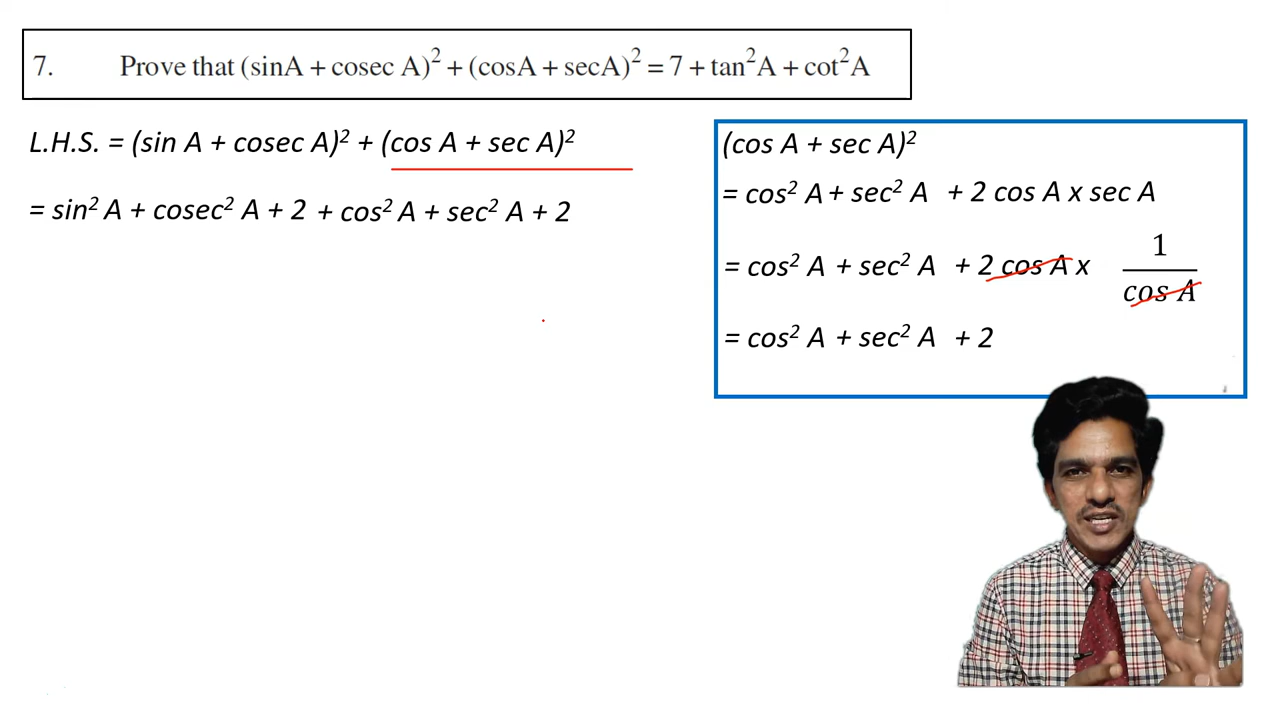 7. Prove that (sinA + cosec A)² + (cosA + secA)² = 7 + tan²A + cot²A
L.H.S. = (sin A + cosec A)² + (cos A + sec A)²
= sin² A + cosec² A + 2 + cos² A + sec² A + 2
(cos A + sec A)²
= cos² A + sec² A + 2 cos A x sec A
= cos² A + sec² A + 2 cos A x 1/cos A
= cos² A + sec² A + 2